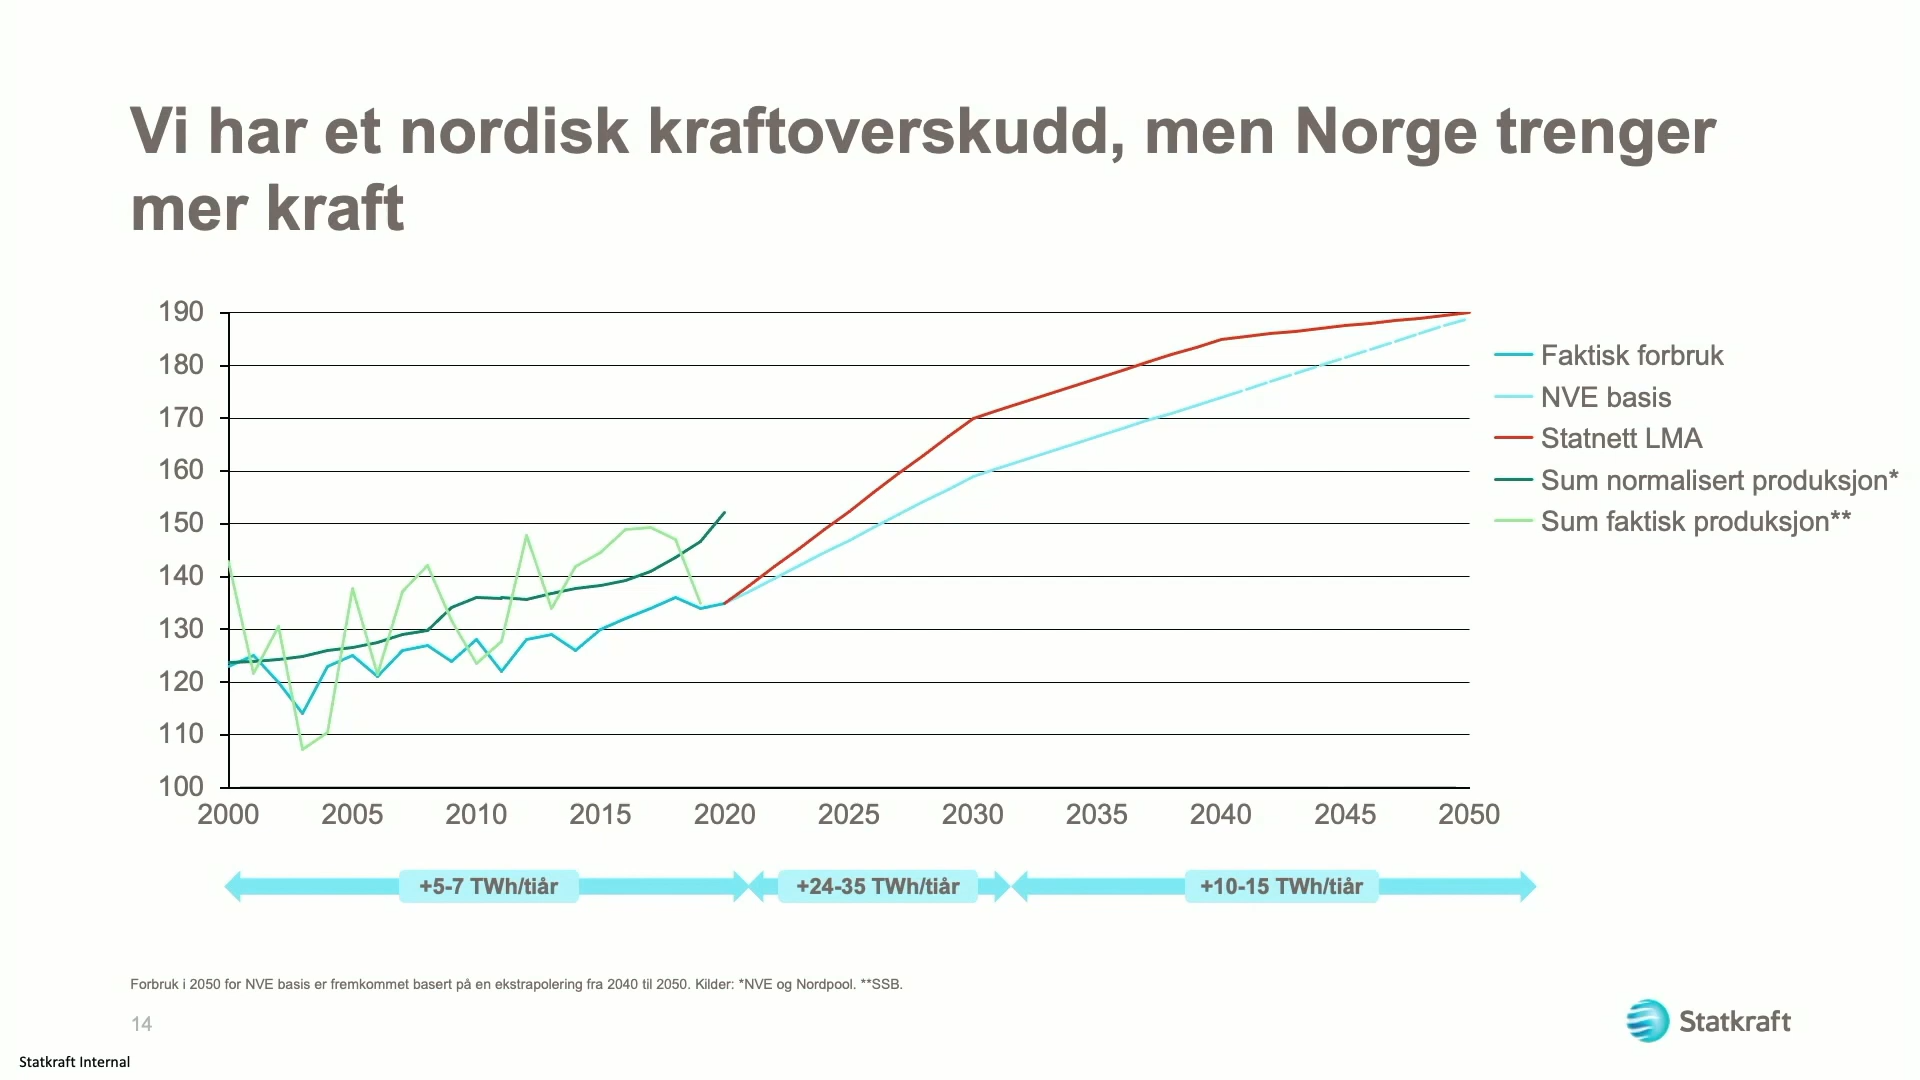 Vi har et nordisk kraftoverskudd, men Norge trenger
mer kraft
190
180
170
160
150
140
130
120
110
100
2000 2005 2010 2015 2020 2025 2030 2035 2040 2045 2050
Faktisk forbruk
NVE basis
Statnett LMA
Sum normalisert produksjon*
Sum faktisk produksjon**
+5-7 TWh/tiår +24-35 TWh/tiår +10-15 TWh/tiår
Forbruk i 2050 for NVE basis er fremkommet basert på en ekstrapolering fra 2040 til 2050. Kilder: *NVE og Nordpool. **SSB.
14
Statkraft
Statkraft Internal